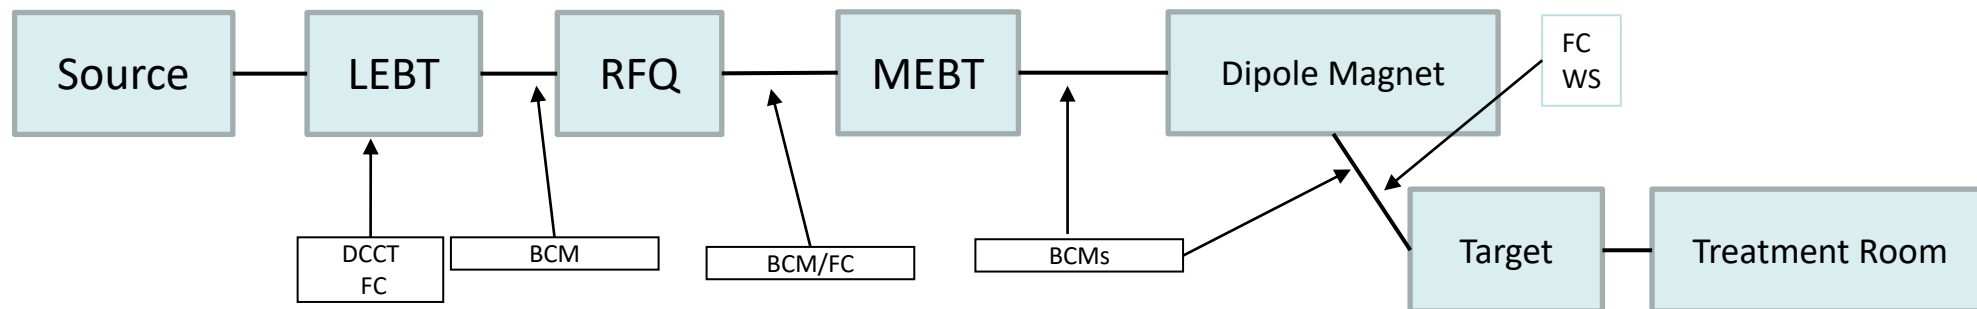 Source
LEBT
RFQ
MEBT
Dipole Magnet
FC
WS
DCCT
FC
BCM
BCM/FC
BCMs
Target
Treatment Room